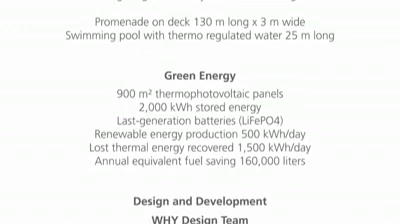 Promenade on deck 130 m long x 3 m wide
Swimming pool with thermo regulated water 25 m long
Green Energy
900 m² thermophotovoltaic panels
2,000 kWh stored energy
Last-generation batteries (LiFePO4)
Renewable energy production 500 kWh/day
Lost thermal energy recovered 1,500 kWh/day
Annual equivalent fuel saving 160,000 liters
Design and Development
WHY Design Team